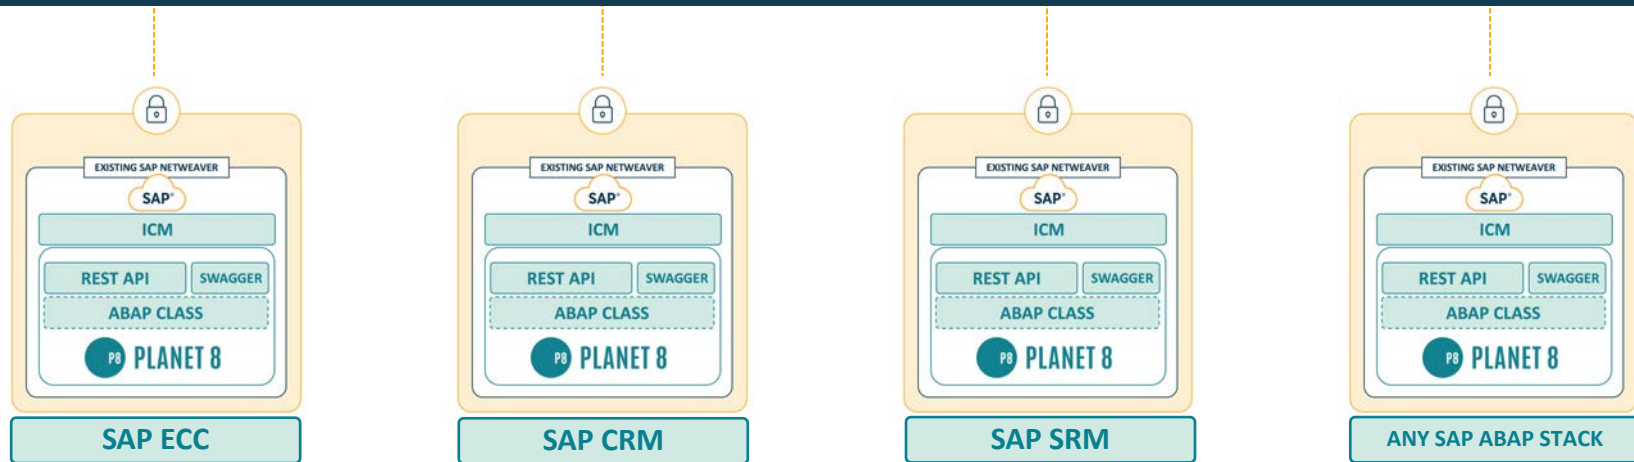 EXISTING SAP NETWEAVER
SAP®
ICM
REST API
SWAGGER
ABAP CLASS
P8 PLANET 8
SAP ECC
EXISTING SAP NETWEAVER
SAP®
ICM
REST API
SWAGGER
ABAP CLASS
P8 PLANET 8
SAP CRM
EXISTING SAP NETWEAVER
SAP®
ICM
REST API
SWAGGER
ABAP CLASS
P8 PLANET 8
SAP SRM
EXISTING SAP NETWEAVER
SAP®
ICM
REST API
SWAGGER
ABAP CLASS
P8 PLANET 8
ANY SAP ABAP STACK